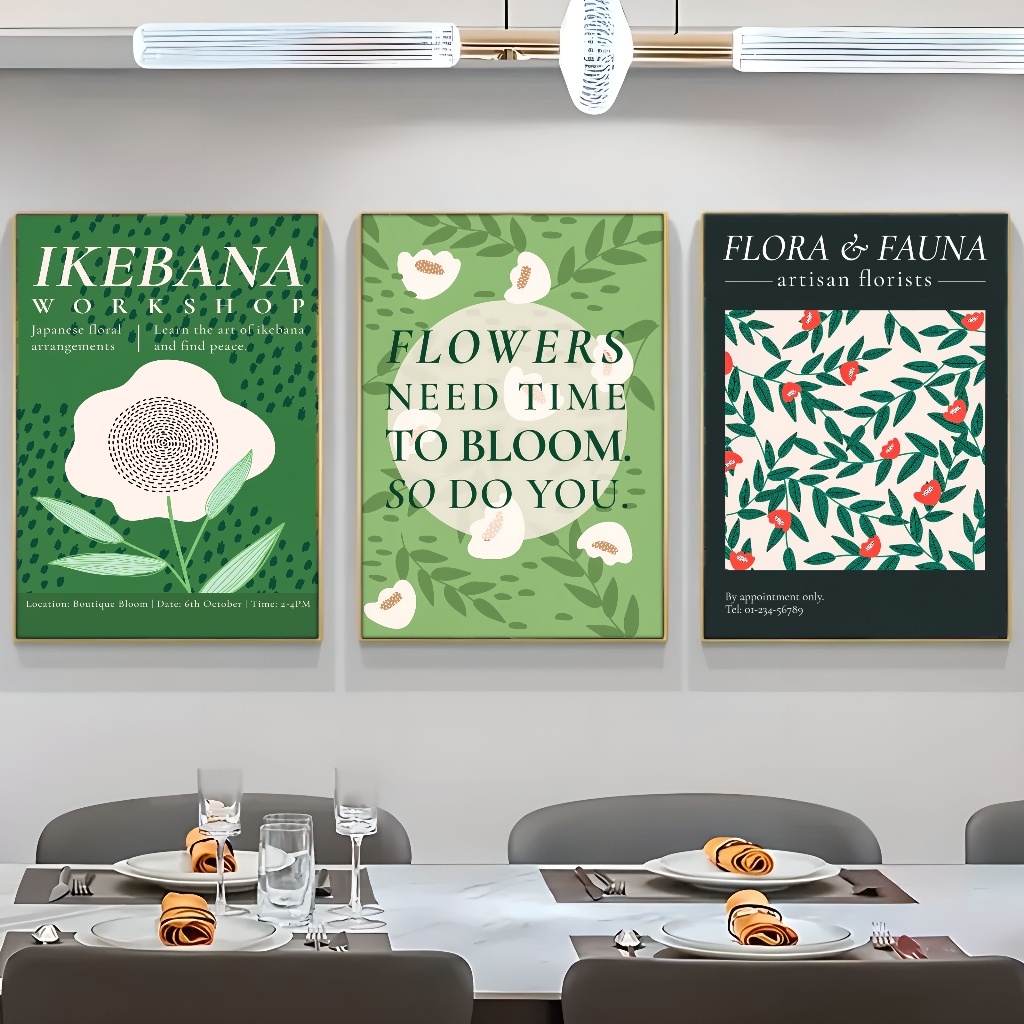 IKEBANA
WORKSHOP
Japanese floral
arrangements
Learn the art of ikebana
and find peace.
Location: Boutique Bloom | Date: 6th October | Time: 2-4PM
FLOWERS
NEED TIME
TO BLOOM.
SO DO YOU.
FLORA & FAUNA
artisan florists
By appointment only.
Tel: 01-234-56789